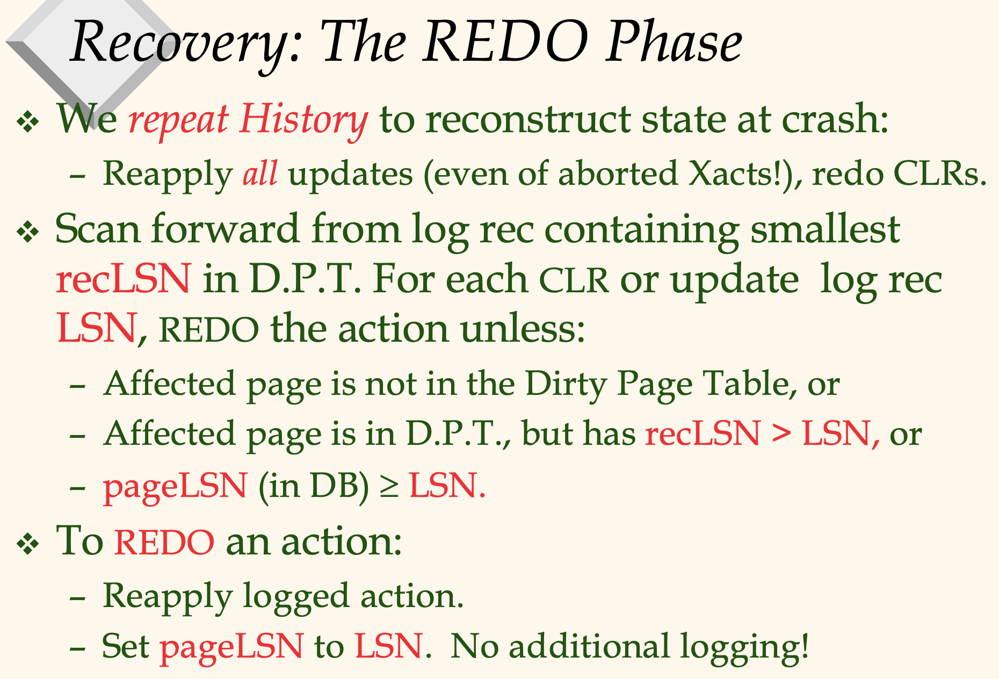 Recovery: The REDO Phase
❖ We repeat History to reconstruct state at crash:
– Reapply all updates (even of aborted Xacts!), redo CLRs.
❖ Scan forward from log rec containing smallest
recLSN in D.P.T. For each CLR or update log rec
LSN, REDO the action unless:
– Affected page is not in the Dirty Page Table, or
– Affected page is in D.P.T., but has recLSN > LSN, or
– pageLSN (in DB) ≥ LSN.
❖ To REDO an action:
– Reapply logged action.
– Set pageLSN to LSN. No additional logging!